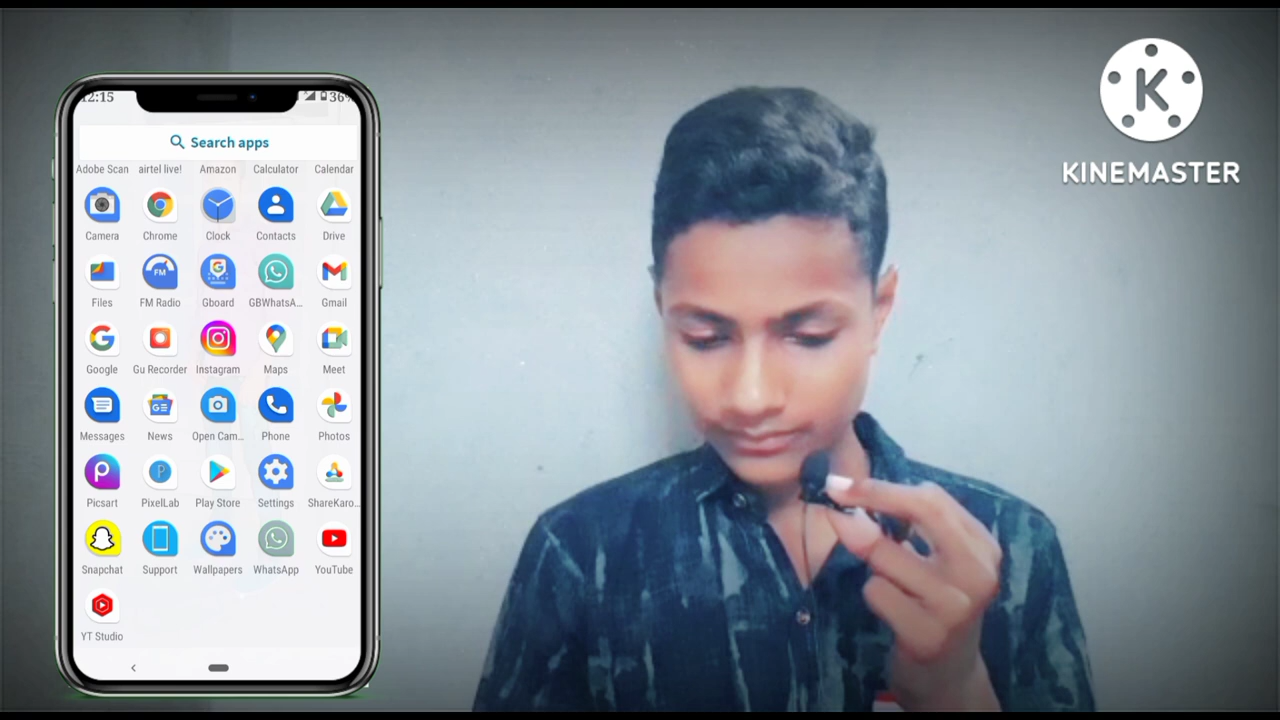 12:15 36%
Search apps
Adobe Scan airtel live! Amazon Calculator Calendar
Camera Chrome Clock Contacts Drive
FM
G
Files FM Radio Gboard GBWhatsA... Gmail
Google Gu Recorder Instagram Maps Meet
GE
Messages News Open Cam... Phone Photos
P P
Picsart PixelLab Play Store Settings ShareKaro...
Snapchat Support Wallpapers WhatsApp YouTube
YT Studio
K
KINEMASTER